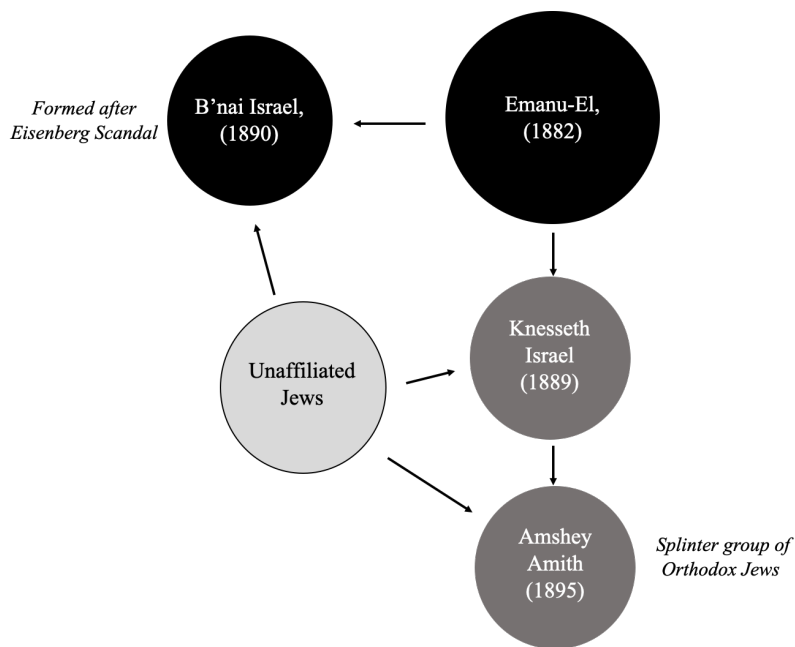 Formed after
Eisenberg Scandal
B’nai Israel,
(1890)
Emanu-El,
(1882)
Knesseth
Israel
(1889)
Unaffiliated
Jews
Amshey
Amith
(1895)
Splinter group of
Orthodox Jews